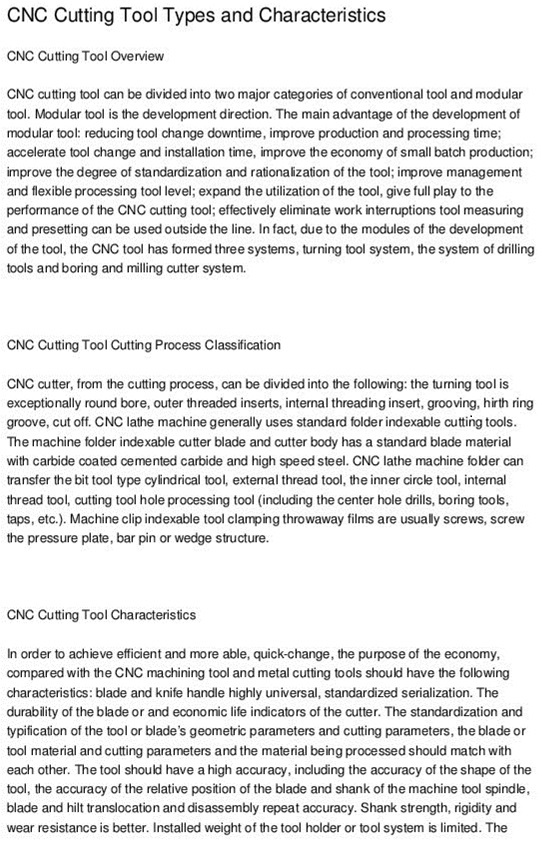 CNC Cutting Tool Types and Characteristics
CNC Cutting Tool Overview
CNC cutting tool can be divided into two major categories of conventional tool and modular
tool. Modular tool is the development direction. The main advantage of the development of
modular tool: reducing tool change downtime, improve production and processing time;
accelerate tool change and installation time, improve the economy of small batch production;
improve the degree of standardization and rationalization of the tool; improve management
and flexible processing tool level; expand the utilization of the tool, give full play to the
performance of the CNC cutting tool; effectively eliminate work interruptions tool measuring
and presetting can be used outside the line. In fact, due to the modules of the development
of the tool, the CNC tool has formed three systems, turning tool system, the system of drilling
tools and boring and milling cutter system.
CNC Cutting Tool Cutting Process Classification
CNC cutter, from the cutting process, can be divided into the following: the turning tool is
exceptionally round bore, outer threaded inserts, internal threading insert, grooving, hirth ring
groove, cut off. CNC lathe machine generally uses standard folder indexable cutting tools.
The machine folder indexable cutter blade and cutter body has a standard blade material
with carbide coated cemented carbide and high speed steel. CNC lathe machine folder can
transfer the bit tool type cylindrical tool, external thread tool, the inner circle tool, internal
thread tool, cutting tool hole processing tool (including the center hole drills, boring tools,
taps, etc.). Machine clip indexable tool clamping throwaway films are usually screws, screw
the pressure plate, bar pin or wedge structure.
CNC Cutting Tool Characteristics
In order to achieve efficient and more able, quick-change, the purpose of the economy,
compared with the CNC machining tool and metal cutting tools should have the following
characteristics: blade and knife handle highly universal, standardized serialization. The
durability of the blade or and economic life indicators of the cutter. The standardization and
typification of the tool or blade's geometric parameters and cutting parameters, the blade or
tool material and cutting parameters and the material being processed should match with
each other. The tool should have a high accuracy, including the accuracy of the shape of the
tool, the accuracy of the relative position of the blade and shank of the machine tool spindle,
blade and hilt translocation and disassembly repeat accuracy. Shank strength, rigidity and
wear resistance is better. Installed weight of the tool holder or tool system is limited. The